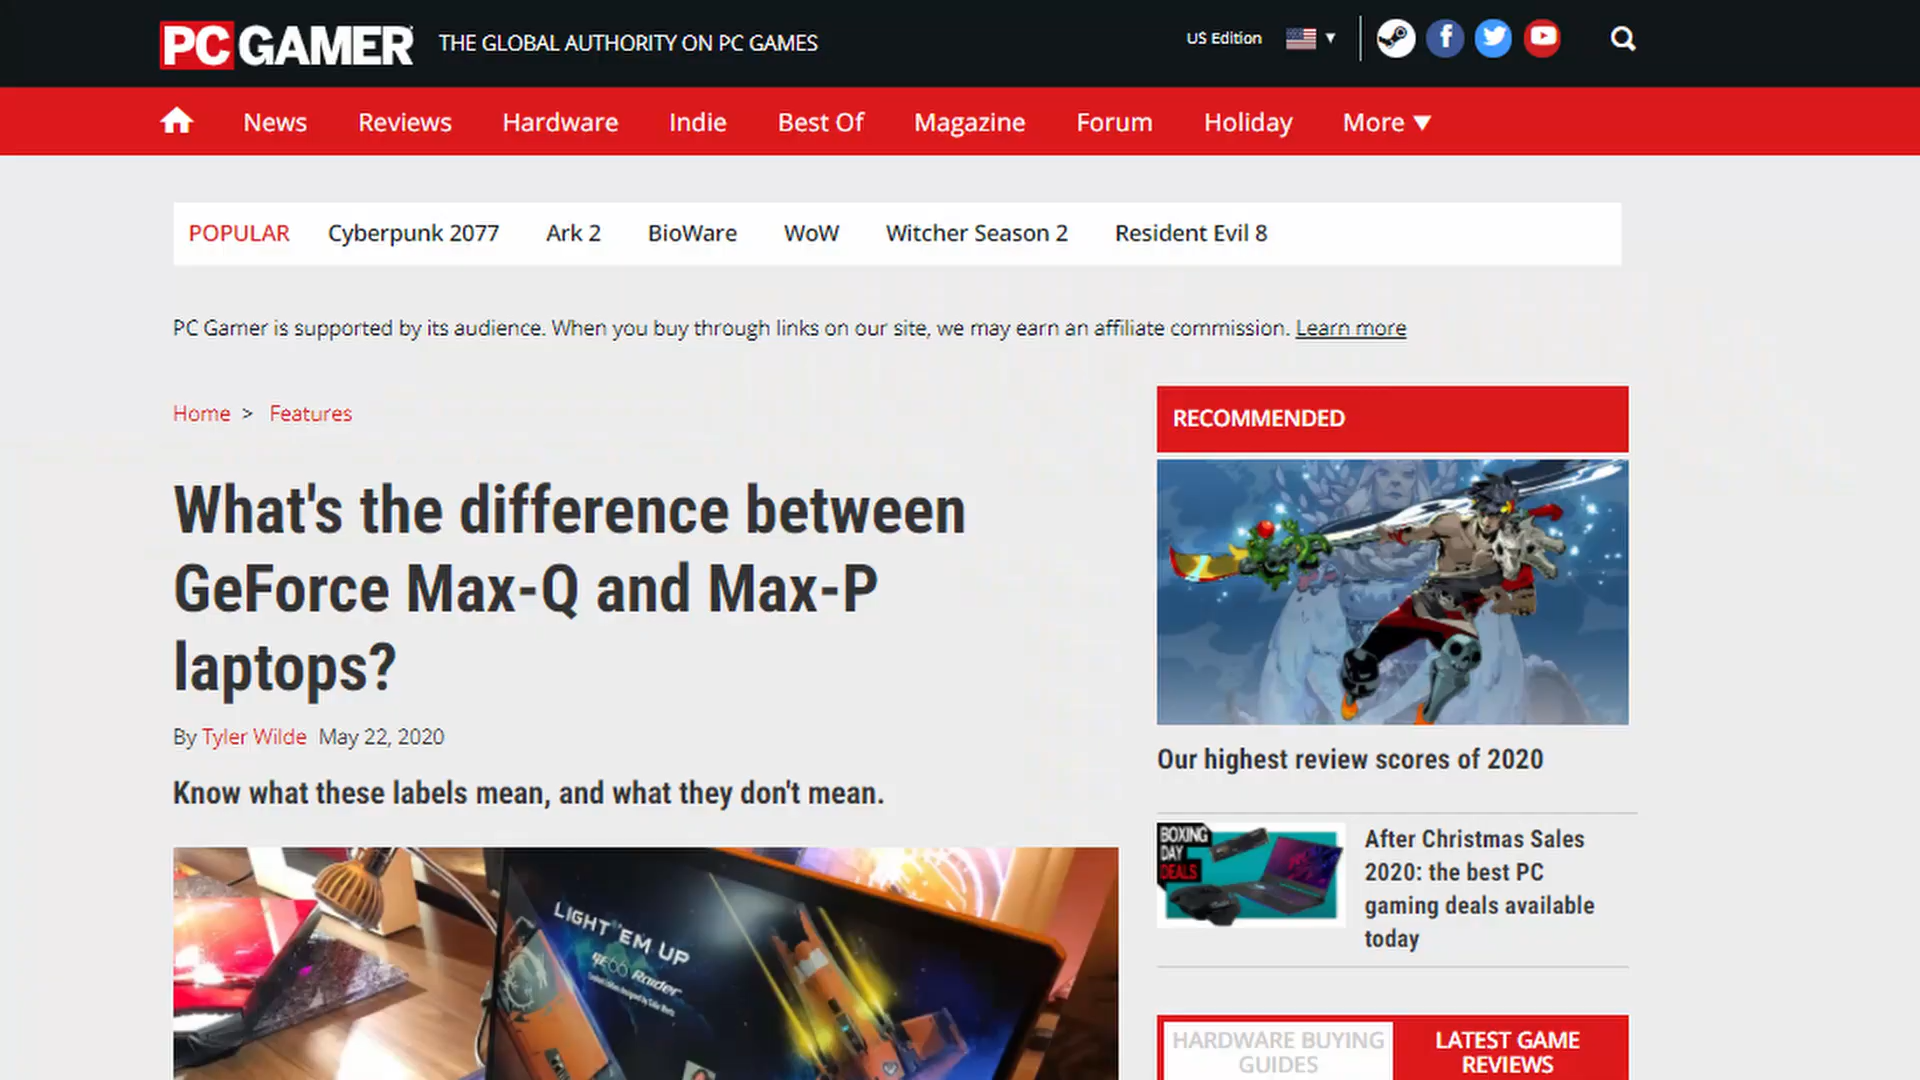 PC GAMER THE GLOBAL AUTHORITY ON PC GAMES US Edition ▼
News Reviews Hardware Indie Best Of Magazine Forum Holiday More ▼
POPULAR Cyberpunk 2077 Ark 2 BioWare WoW Witcher Season 2 Resident Evil 8
PC Gamer is supported by its audience. When you buy through links on our site, we may earn an affiliate commission. Learn more
Home > Features
What's the difference between
GeForce Max-Q and Max-P
laptops?
By Tyler Wilde May 22, 2020
Know what these labels mean, and what they don't mean.
LIGHT 'EM UP
GE66 Raider
RECOMMENDED
Our highest review scores of 2020
BOXING
DAY
DEALS
After Christmas Sales
2020: the best PC
gaming deals available
today
HARDWARE BUYING
GUIDES
LATEST GAME
REVIEWS